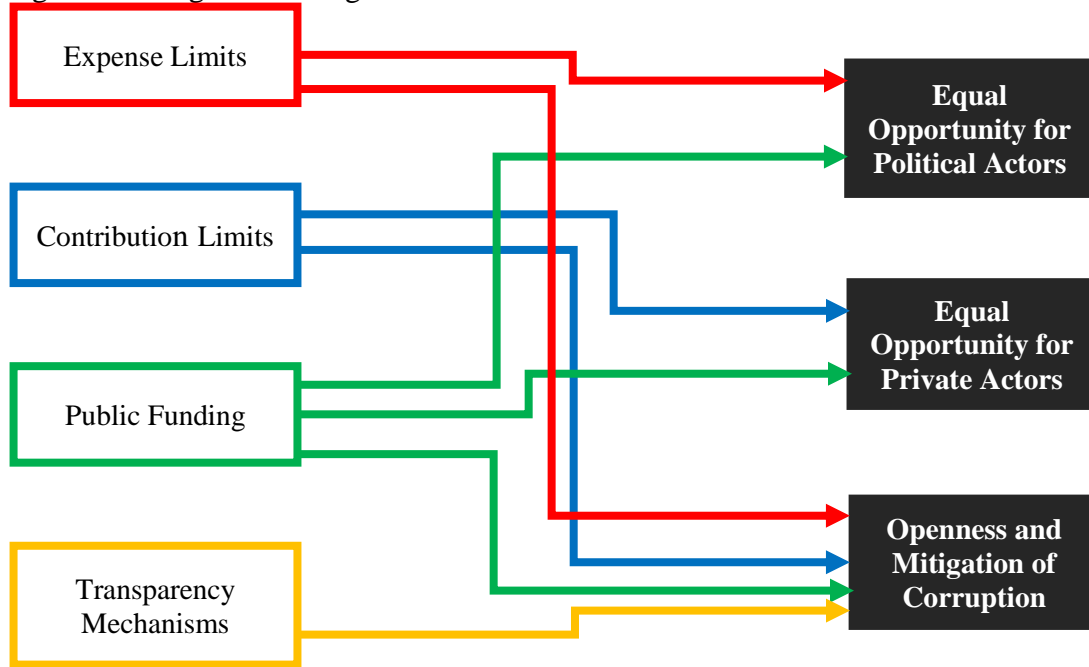 Expense Limits
Equal
Opportunity for
Political Actors
Contribution Limits
Equal
Opportunity for
Private Actors
Public Funding
Openness and
Mitigation of
Corruption
Transparency
Mechanisms